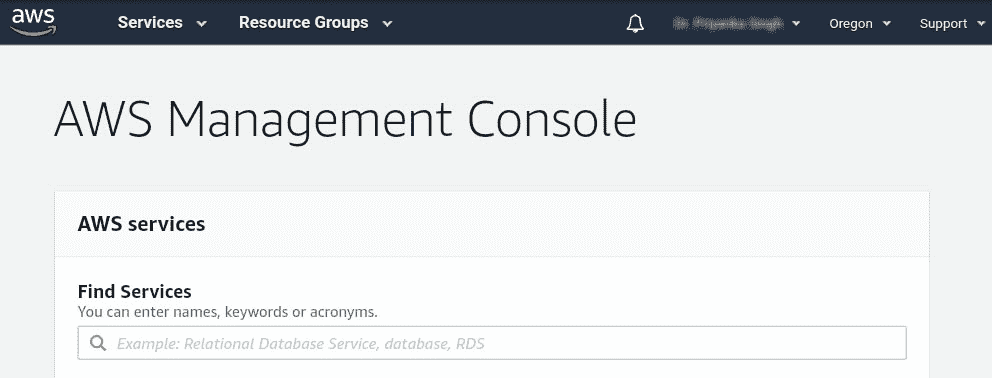 aws Services Resource Groups Oregon Support
AWS Management Console
AWS services
Find Services
You can enter names, keywords or acronyms.
Example: Relational Database Service, database, RDS